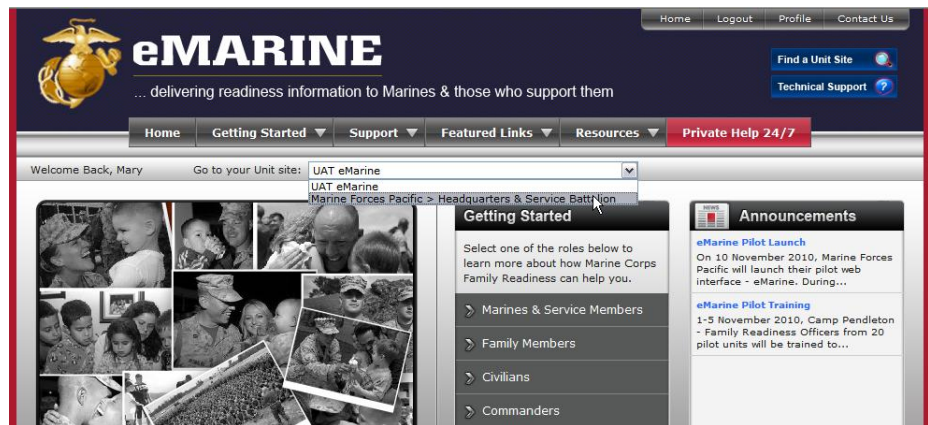 Home Logout Profile Contact Us
eMARINE
... delivering readiness information to Marines & those who support them
Find a Unit Site
Technical Support
Home Getting Started Support Featured Links Resources Private Help 24/7
Welcome Back, Mary Go to your Unit site: UAT eMarine
UAT eMarine
Marine Forces Pacific > Headquarters & Service Battalion
Getting Started
Select one of the roles below to
learn more about how Marine Corps
Family Readiness can help you.
Marines & Service Members
Family Members
Civilians
Commanders
NEWS
Announcements
eMarine Pilot Launch
On 10 November 2010, Marine Forces
Pacific will launch their pilot web
interface - eMarine. During...
eMarine Pilot Training
1-5 November 2010, Camp Pendleton
- Family Readiness Officers from 20
pilot units will be trained to...